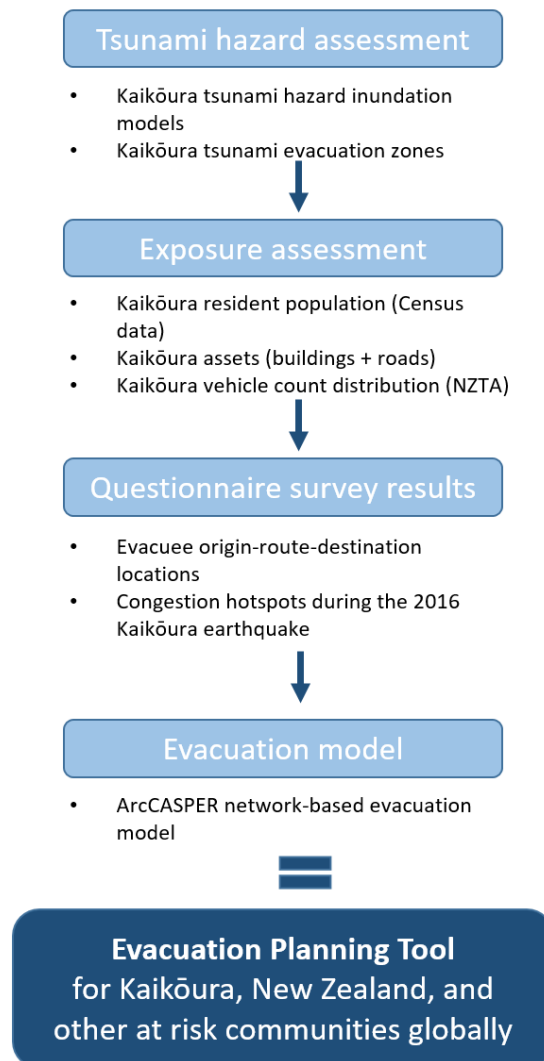 Tsunami hazard assessment
• Kaikōura tsunami hazard inundation
models
• Kaikōura tsunami evacuation zones
Exposure assessment
• Kaikōura resident population (Census
data)
• Kaikōura assets (buildings + roads)
• Kaikōura vehicle count distribution (NZTA)
Questionnaire survey results
• Evacuee origin-route-destination
locations
• Congestion hotspots during the 2016
Kaikōura earthquake
Evacuation model
• ArcCASPER network-based evacuation
model
Evacuation Planning Tool
for Kaikōura, New Zealand, and
other at risk communities globally